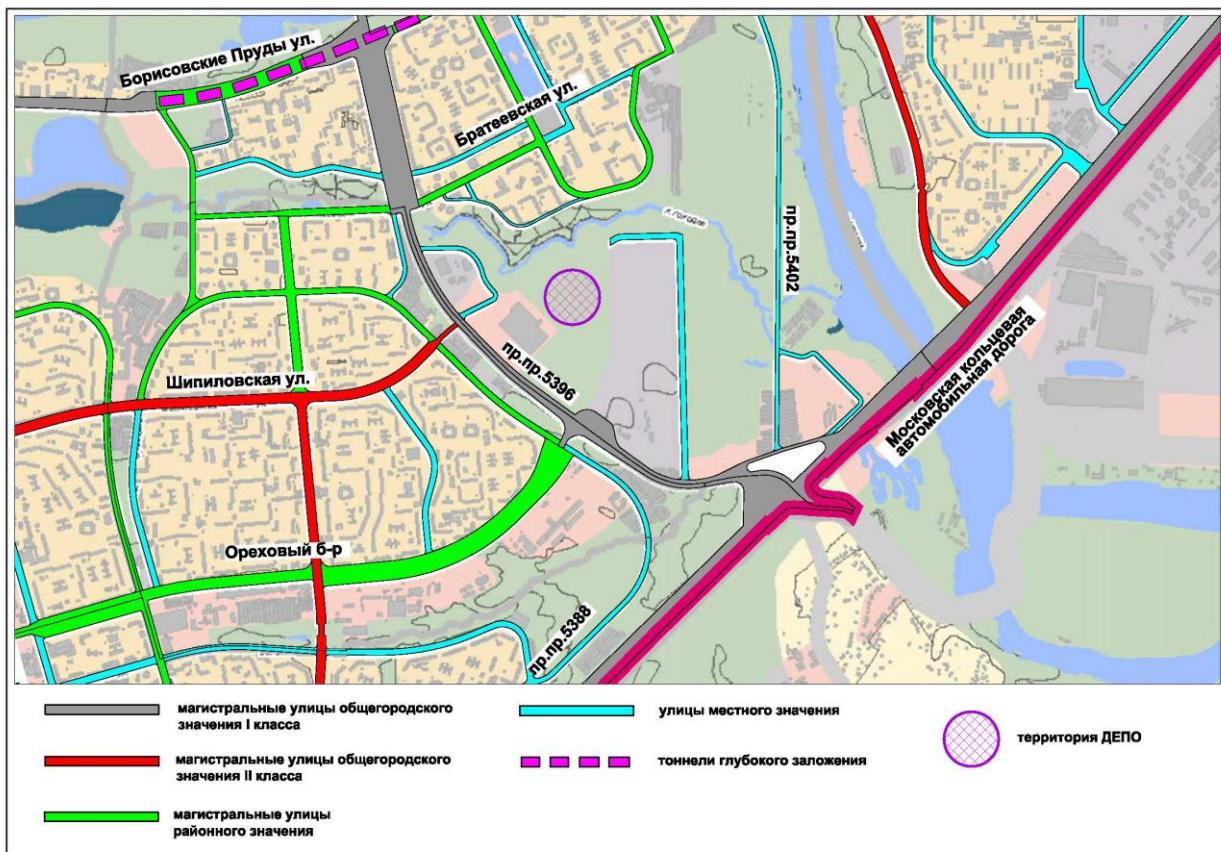 Борисовские Пруды ул.
Братеевская ул.
р.Городня
пр.пр.5402
пр.пр.5396
Шипиловская ул.
Московская кольцевая
автомобильная дорога
Ореховый б-р
пр.пр.5388
магистральные улицы общегородского
значения I класса
магистральные улицы общегородского
значения II класса
магистральные улицы
районного значения
улицы местного значения
тоннели глубокого заложения
территория ДЕПО